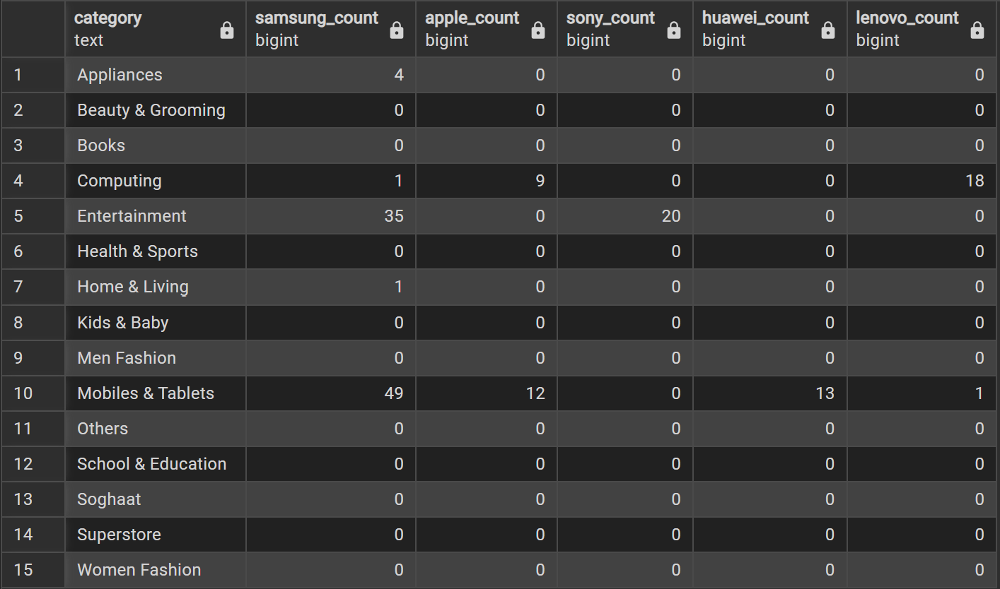 category samsung_count apple_count sony_count huawei_count lenovo_count
text bigint bigint bigint bigint bigint
1 Appliances 4 0 0 0 0
2 Beauty & Grooming 0 0 0 0 0
3 Books 0 0 0 0 0
4 Computing 1 9 0 0 18
5 Entertainment 35 0 20 0 0
6 Health & Sports 0 0 0 0 0
7 Home & Living 1 0 0 0 0
8 Kids & Baby 0 0 0 0 0
9 Men Fashion 0 0 0 0 0
10 Mobiles & Tablets 49 12 0 13 1
11 Others 0 0 0 0 0
12 School & Education 0 0 0 0 0
13 Soghaat 0 0 0 0 0
14 Superstore 0 0 0 0 0
15 Women Fashion 0 0 0 0 0